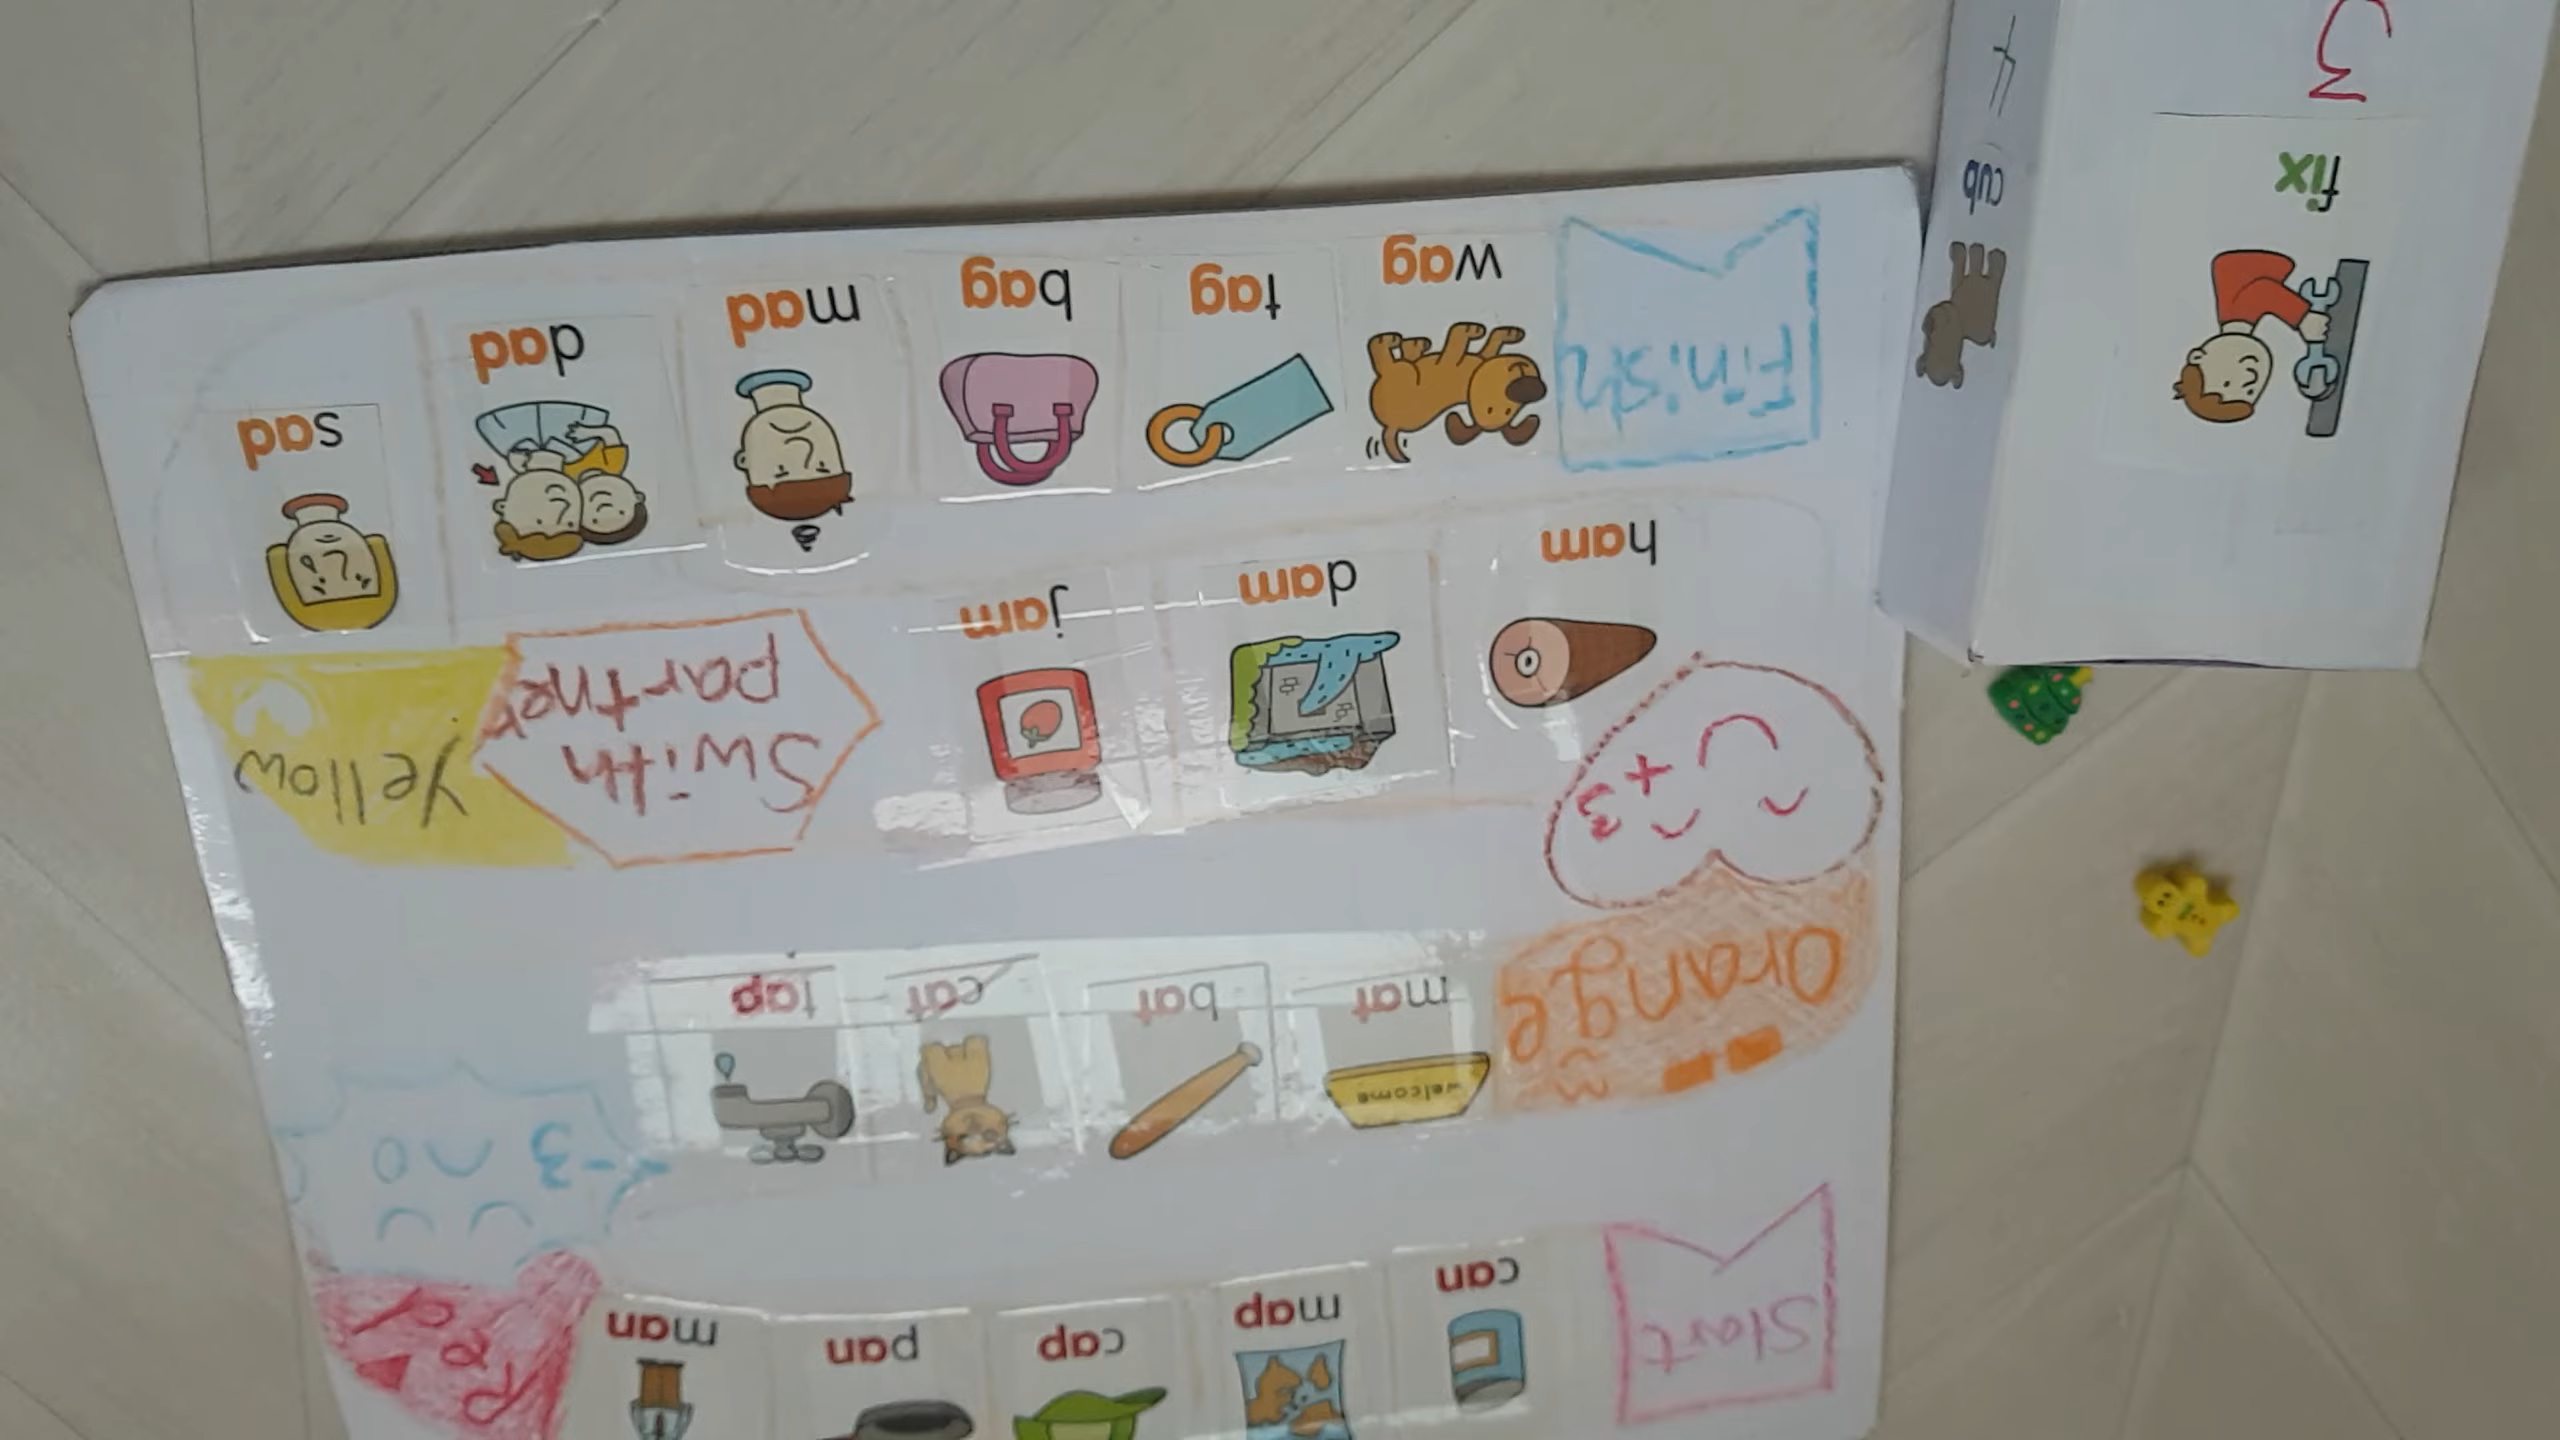 Start
can
map
cap
pan
man
Red
Orange
welcome
mat
bat
cat
tap
-3 no
+3
ham
dam
jam
Swith
partner
Yellow
Finish
wag
tag
bag
mad
dad
sad
fix
3
cub
4